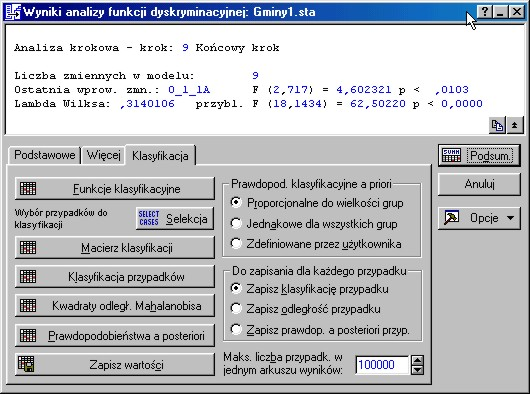 Wyniki analizy funkcji dyskryminacyjnej: Gminy1.sta
Analiza krokowa - krok: 9 Końcowy krok
Liczba zmiennych w modelu: 9
Ostatnia wprow. zmn.: O_l_lA F (2,717) = 4,602321 p < ,0103
Lambda Wilksa: ,3140106 przybl. F (18,1434) = 62,50220 p < 0,0000
Podstawowe Więcej Klasyfikacja
SUMM Podsum.
Anuluj
Opcje
Funkcje klasyfikacyjne
Wybór przypadków do klasyfikacji
SELECT CASES Selekcja
Macierz klasyfikacji
Klasyfikacja przypadków
Kwadraty odległ. Mahalanobisa
Prawdopodobieństwa a posteriori
Zapisz wartości
Prawdopod. klasyfikacyjne a priori
Proporcjonalne do wielkości grup
Jednakowe dla wszystkich grup
Zdefiniowane przez użytkownika
Do zapisania dla każdego przypadku
Zapisz klasyfikację przypadku
Zapisz odległość przypadku
Zapisz prawdop. a posteriori przyp.
Maks. liczba przypadk. w
jednym arkuszu wyników: 100000